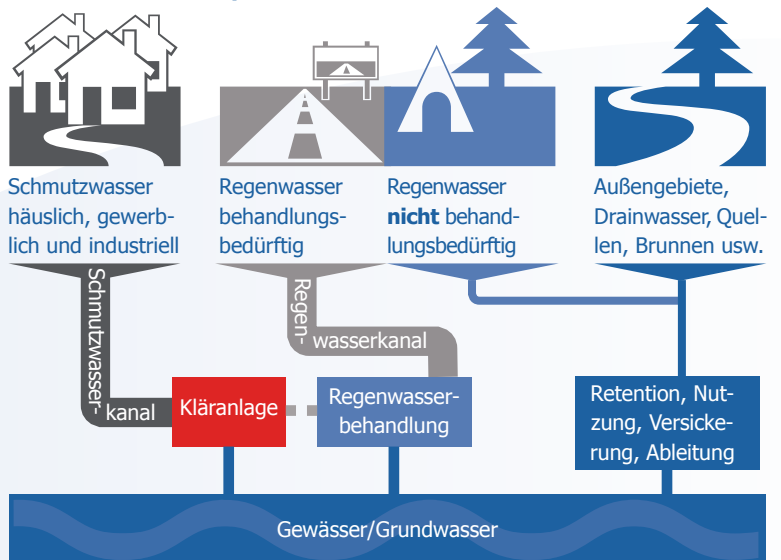 Schmutzwasser
häuslich, gewerb-
lich und industriell
Regenwasser
behandlungs-
bedürftig
Regenwasser
nicht behand-
lungsbedürftig
Außengebiete,
Drainwasser, Quel-
len, Brunnen usw.
Schmutzwasser-
kanal
Regen-
wasserkanal
Kläranlage
Regenwasser-
behandlung
Retention, Nut-
zung, Versicke-
rung, Ableitung
Gewässer/Grundwasser